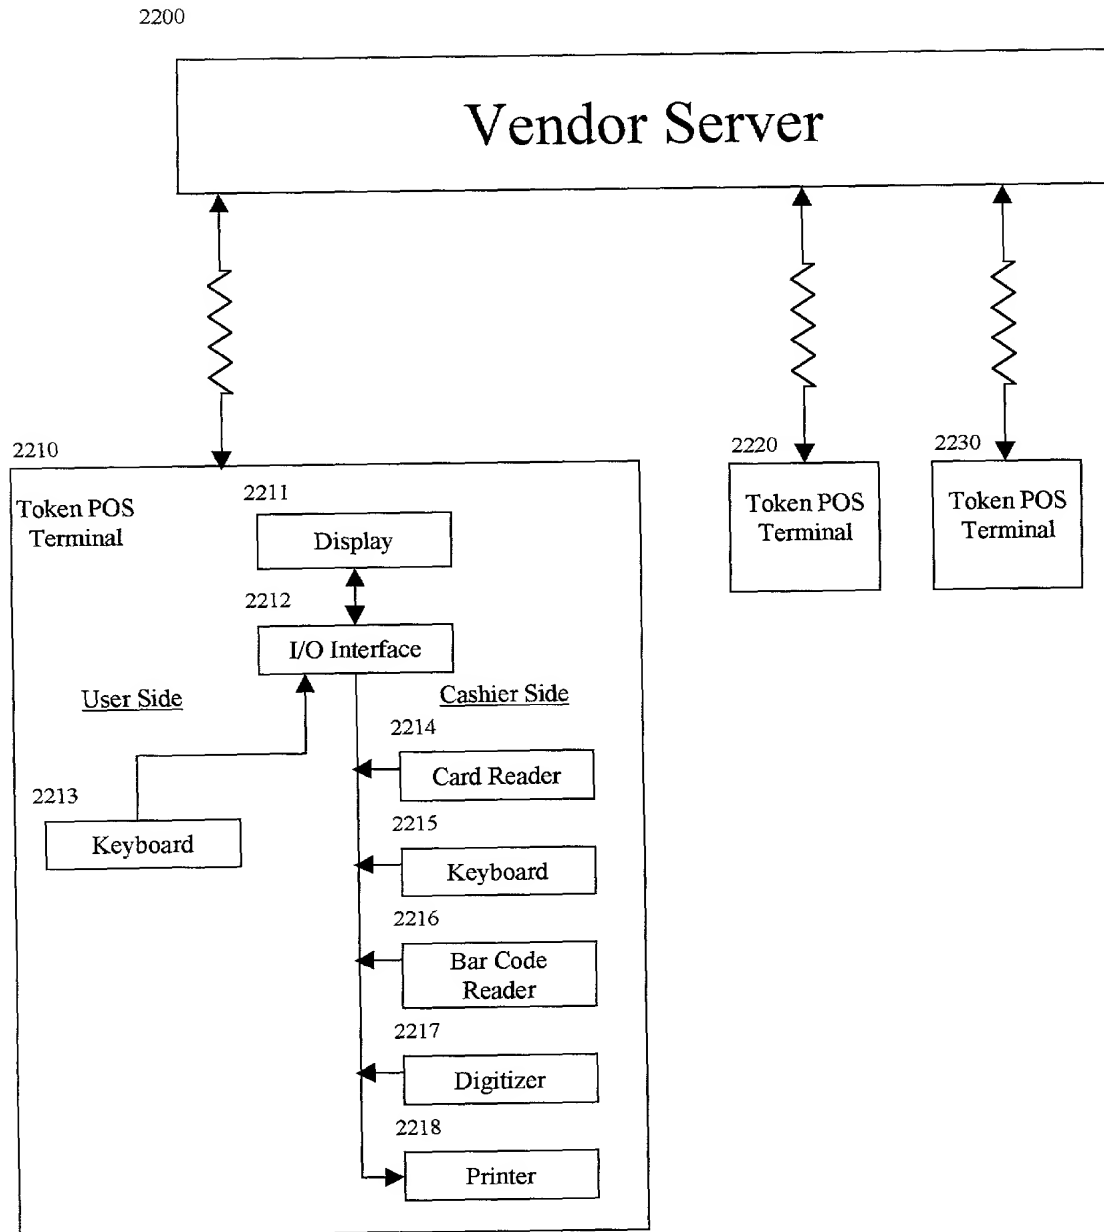 2200
Vendor Server
2210
Token POS
Terminal
2211
Display
2212
I/O Interface
User Side
Cashier Side
2213
Keyboard
2214
Card Reader
2215
Keyboard
2216
Bar Code
Reader
2217
Digitizer
2218
Printer
2220
Token POS
Terminal
2230
Token POS
Terminal